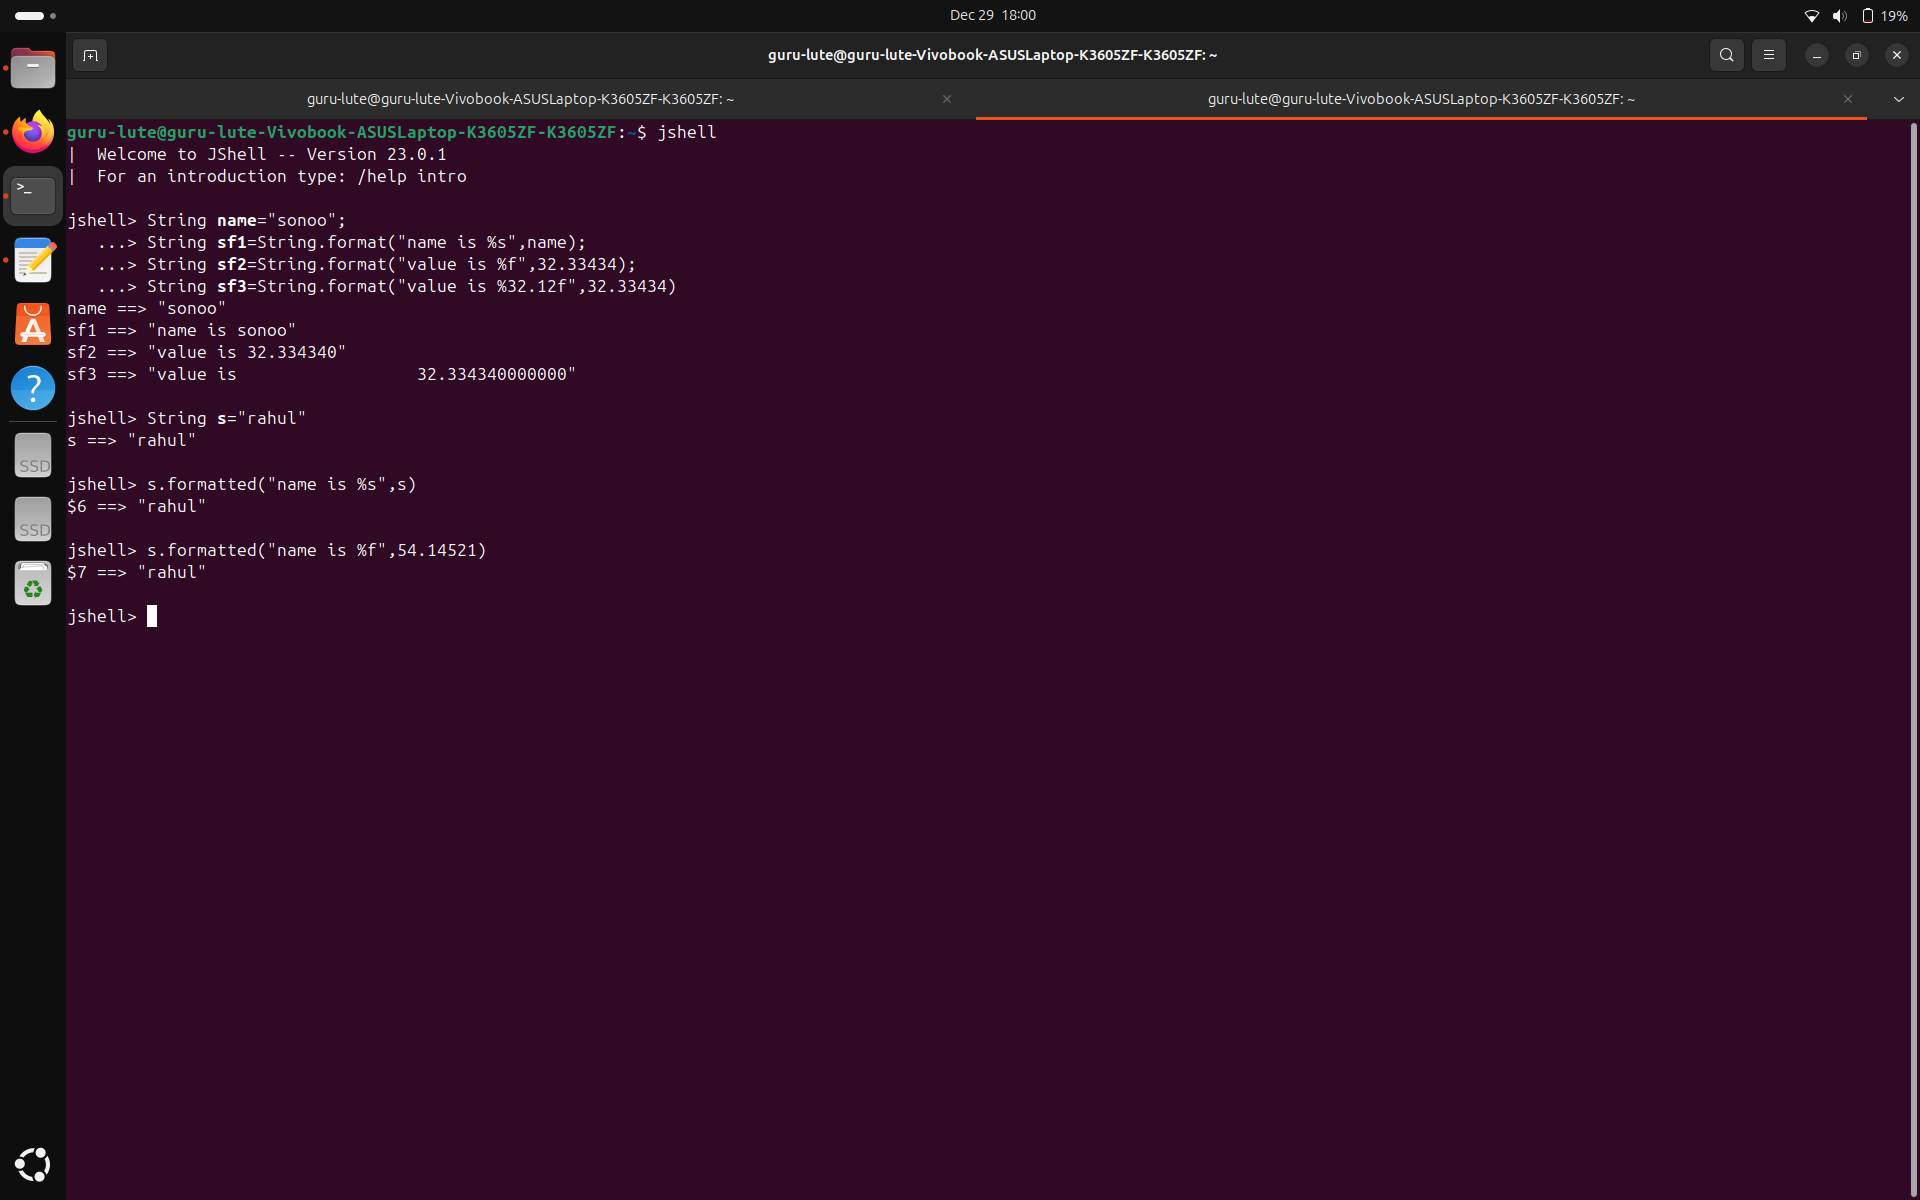 Dec 29 18:00
19%
guru-lute@guru-lute-Vivobook-ASUSLaptop-K3605ZF-K3605ZF: ~
guru-lute@guru-lute-Vivobook-ASUSLaptop-K3605ZF-K3605ZF: ~
guru-lute@guru-lute-Vivobook-ASUSLaptop-K3605ZF-K3605ZF: ~
guru-lute@guru-lute-Vivobook-ASUSLaptop-K3605ZF-K3605ZF:~$ jshell
|  Welcome to JShell -- Version 23.0.1
|  For an introduction type: /help intro
jshell> String name="sonoo";
   ...> String sf1=String.format("name is %s",name);
   ...> String sf2=String.format("value is %f",32.33434);
   ...> String sf3=String.format("value is %32.12f",32.33434)
name ==> "sonoo"
sf1 ==> "name is sonoo"
sf2 ==> "value is 32.334340"
sf3 ==> "value is                  32.334340000000"
jshell> String s="rahul"
s ==> "rahul"
jshell> s.formatted("name is %s",s)
$6 ==> "rahul"
jshell> s.formatted("name is %f",54.14521)
$7 ==> "rahul"
jshell>
>_
SSD
SSD